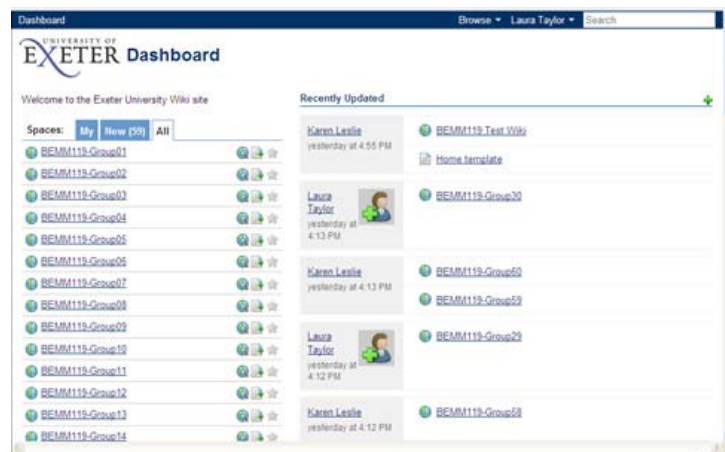 Dashboard
Browse Laura Taylor Search
UNIVERSITY OF
EXETER Dashboard
Welcome to the Exeter University Wiki site
Spaces: My New (59) All
BEMM119-Group01
BEMM119-Group02
BEMM119-Group03
BEMM119-Group04
BEMM119-Group05
BEMM119-Group06
BEMM119-Group07
BEMM119-Group08
BEMM119-Group09
BEMM119-Group10
BEMM119-Group11
BEMM119-Group12
BEMM119-Group13
BEMM119-Group14
Recently Updated
Karen Leslie
yesterday at 4:55 PM
BEMM119 Test Wiki
Home template
Laura
Taylor
yesterday at
4:13 PM
BEMM119-Group30
Karen Leslie
yesterday at 4:13 PM
BEMM119-Group60
BEMM119-Group59
Laura
Taylor
yesterday at
4:12 PM
BEMM119-Group29
Karen Leslie
yesterday at 4:12 PM
BEMM119-Group58